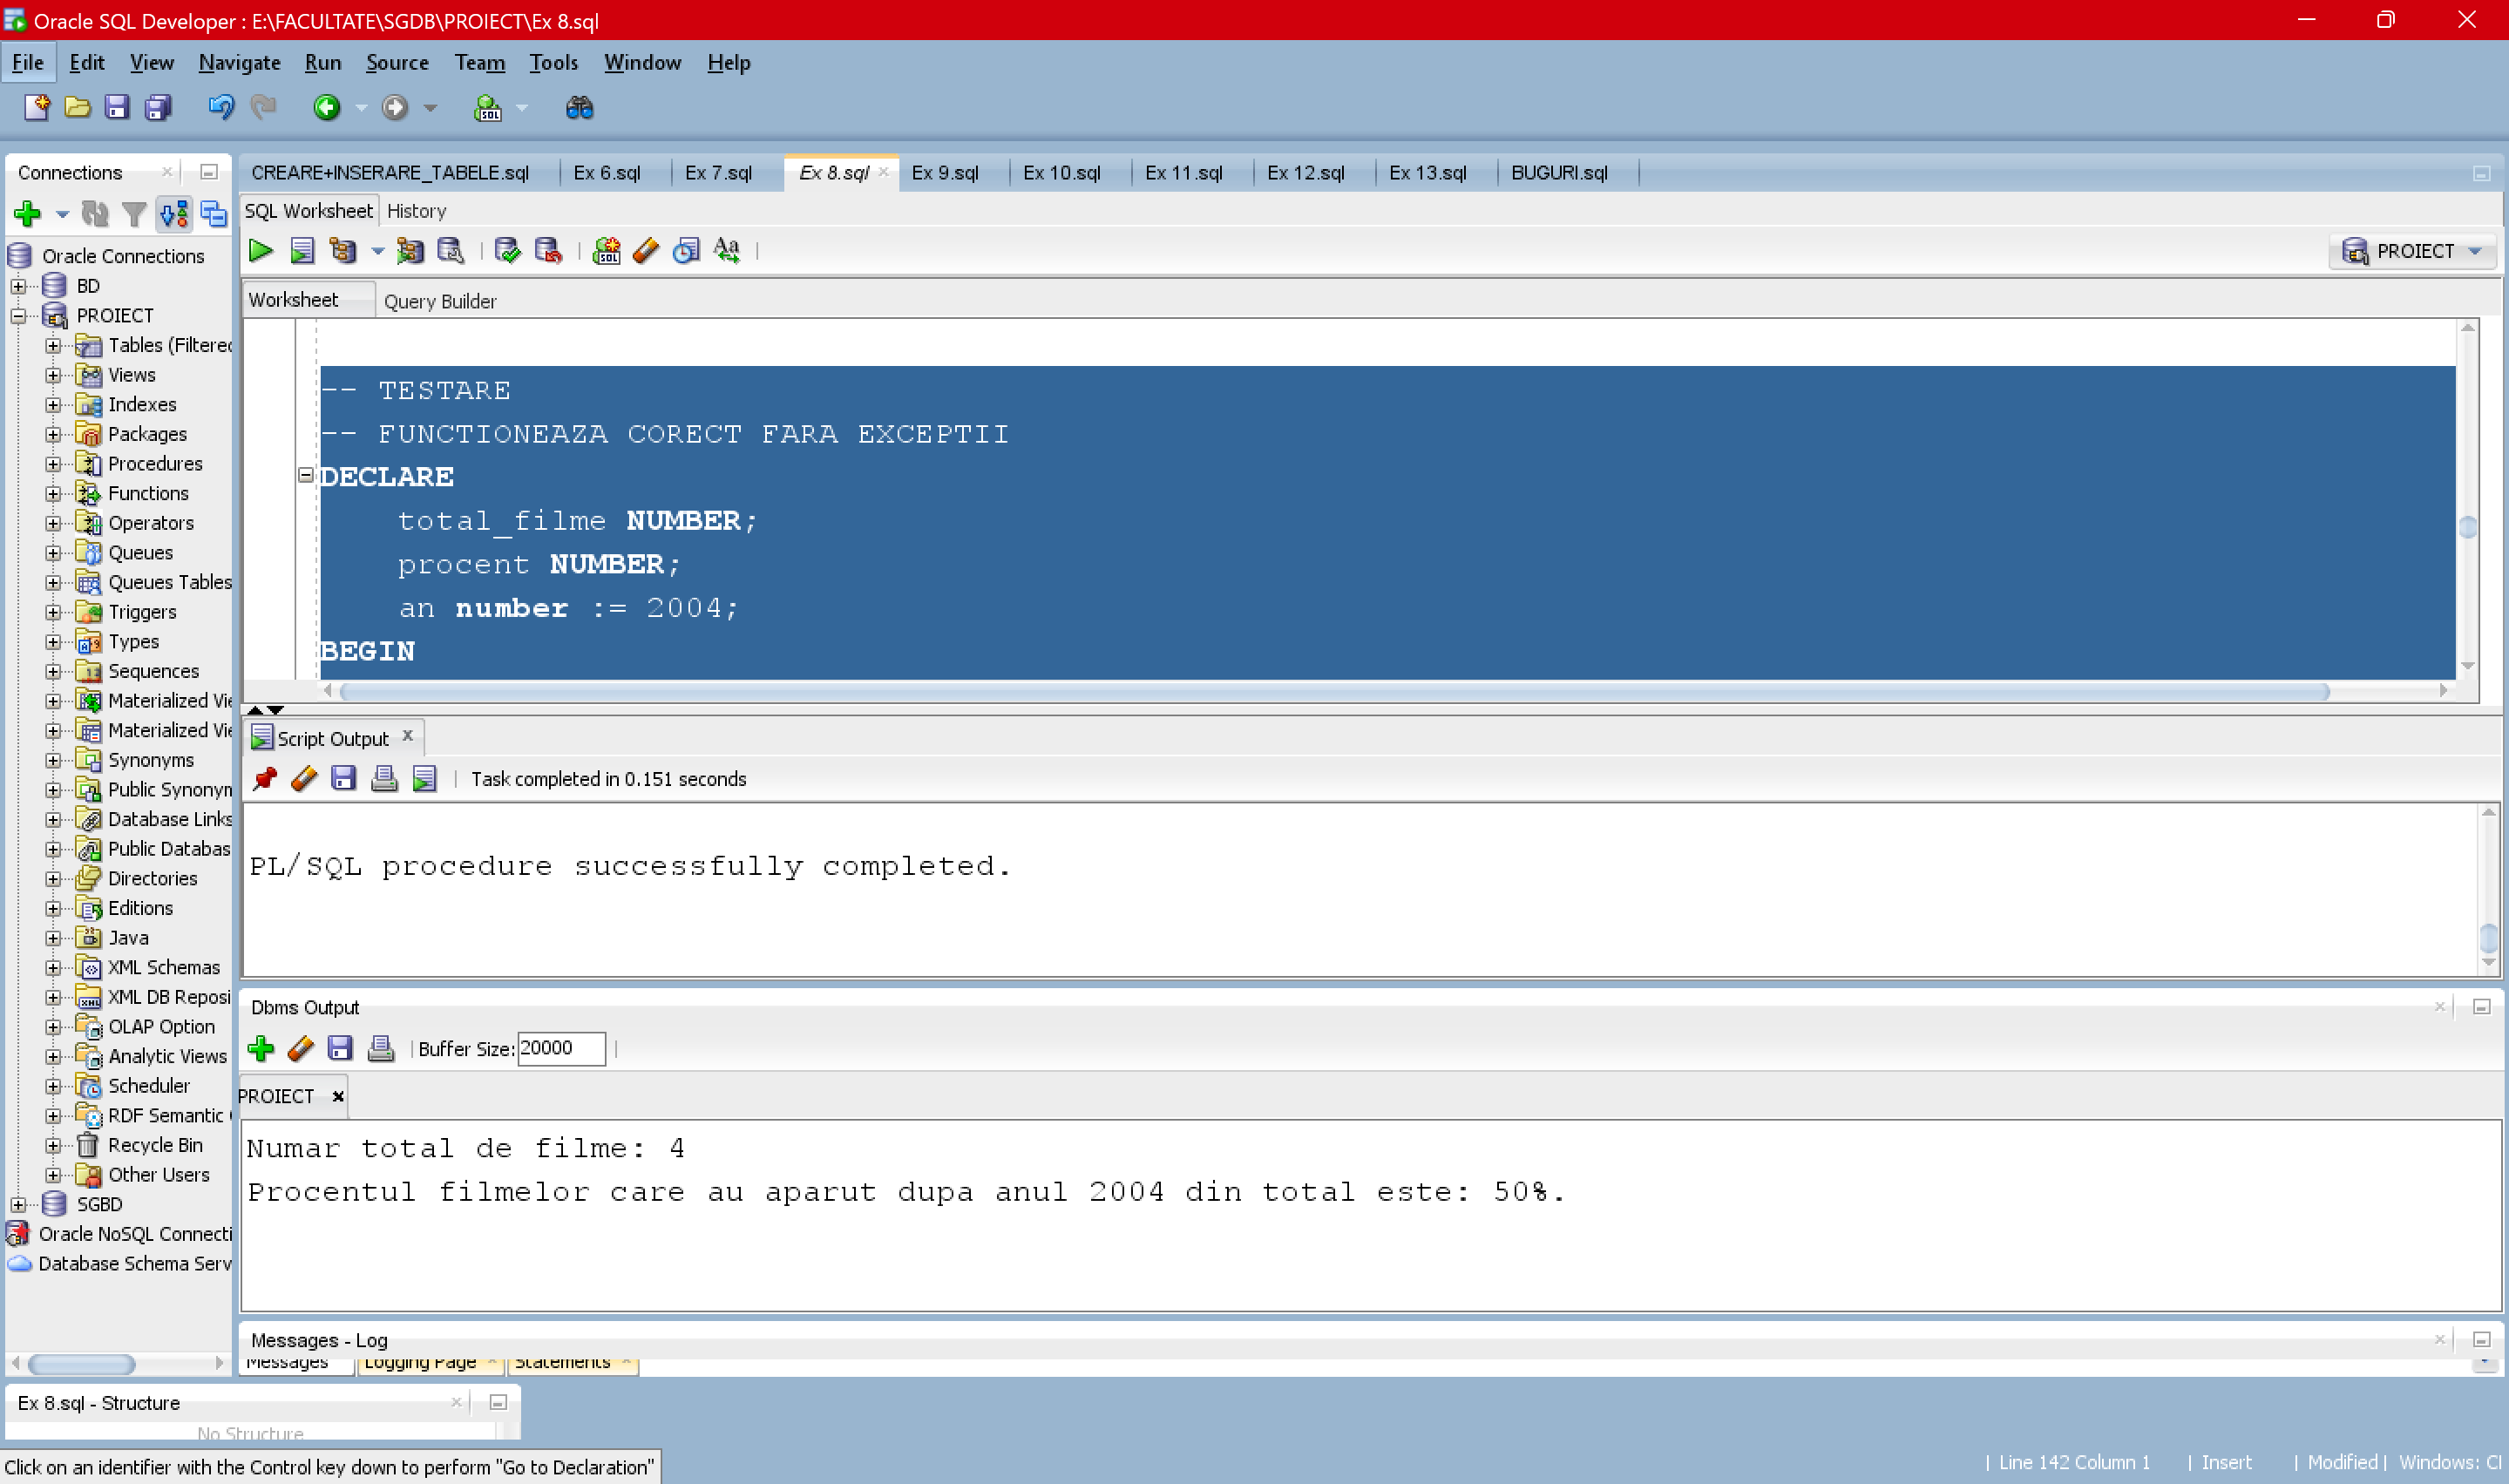 Oracle SQL Developer : E:\FACULTATE\SGDB\PROIECT\Ex 8.sql
File Edit View Navigate Run Source Team Tools Window Help
Connections
CREARE+INSERARE_TABELE.sql Ex 6.sql Ex 7.sql Ex 8.sql Ex 9.sql Ex 10.sql Ex 11.sql Ex 12.sql Ex 13.sql BUGURI.sql
SQL Worksheet History
PROIECT
Worksheet Query Builder
Oracle Connections
BD
PROIECT
Tables (Filtered
Views
Indexes
Packages
Procedures
Functions
Operators
Queues
Queues Tables
Triggers
Types
Sequences
Materialized Vie
Materialized Vie
Synonyms
Public Synonym
Database Links
Public Databas
Directories
Editions
Java
XML Schemas
XML DB Reposi
OLAP Option
Analytic Views
Scheduler
RDF Semantic
Recycle Bin
Other Users
SGBD
Oracle NoSQL Connecti
Database Schema Serv
-- TESTARE
-- FUNCTIONEAZA CORECT FARA EXCEPTII
DECLARE
total_filme NUMBER;
procent NUMBER;
an number := 2004;
BEGIN
Script Output
Task completed in 0.151 seconds
PL/SQL procedure successfully completed.
Dbms Output
Buffer Size: 20000
PROIECT
Numar total de filme: 4
Procentul filmelor care au aparut dupa anul 2004 din total este: 50%.
Messages - Log
Messages Logging Page Statements
Ex 8.sql - Structure
No Structure
Click on an identifier with the Control key down to perform "Go to Declaration"
Line 142 Column 1 | Insert | Modified | Windows: Cl